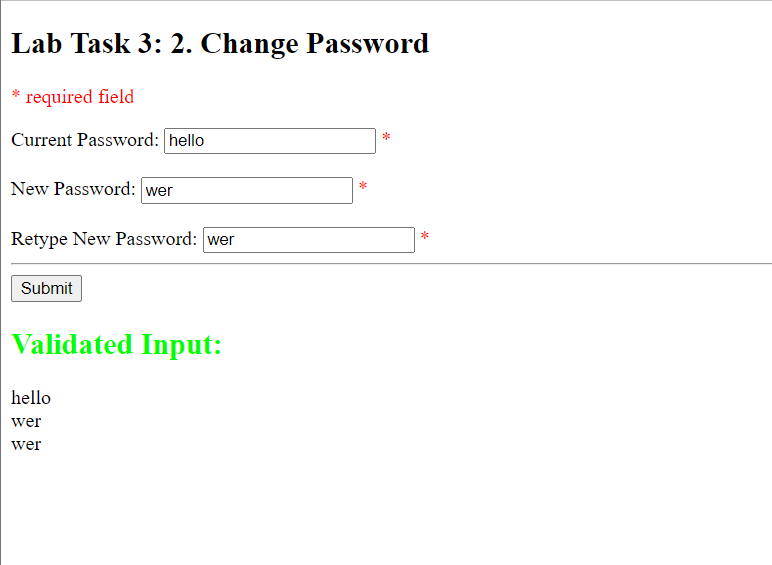 Lab Task 3: 2. Change Password
* required field
Current Password: hello *
New Password: wer *
Retype New Password: wer *
Submit
Validated Input:
hello
wer
wer